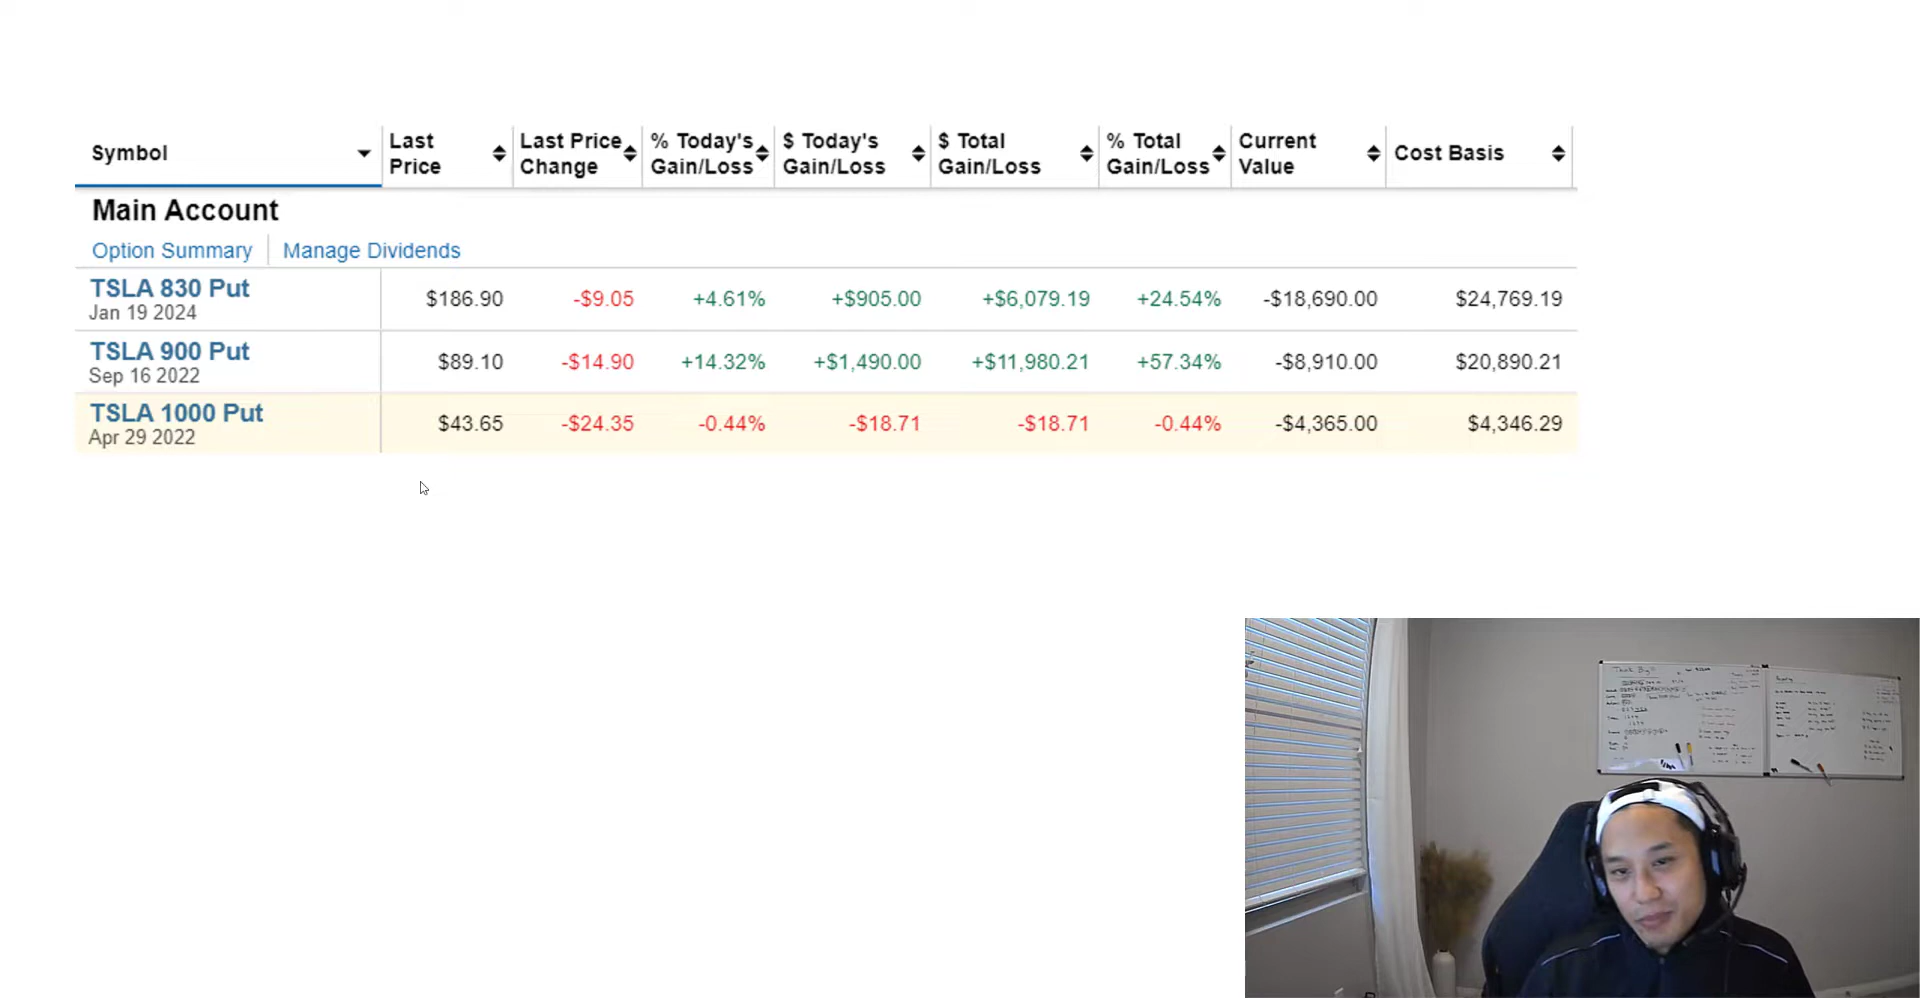 Symbol Last Price Last Price Change % Today's Gain/Loss $ Today's Gain/Loss $ Total Gain/Loss % Total Gain/Loss Current Value Cost Basis
Main Account
Option Summary Manage Dividends
TSLA 830 Put $186.90 -$9.05 +4.61% +$905.00 +$6,079.19 +24.54% -$18,690.00 $24,769.19
Jan 19 2024
TSLA 900 Put $89.10 -$14.90 +14.32% +$1,490.00 +$11,980.21 +57.34% -$8,910.00 $20,890.21
Sep 16 2022
TSLA 1000 Put $43.65 -$24.35 -0.44% -$18.71 -$18.71 -0.44% -$4,365.00 $4,346.29
Apr 29 2022